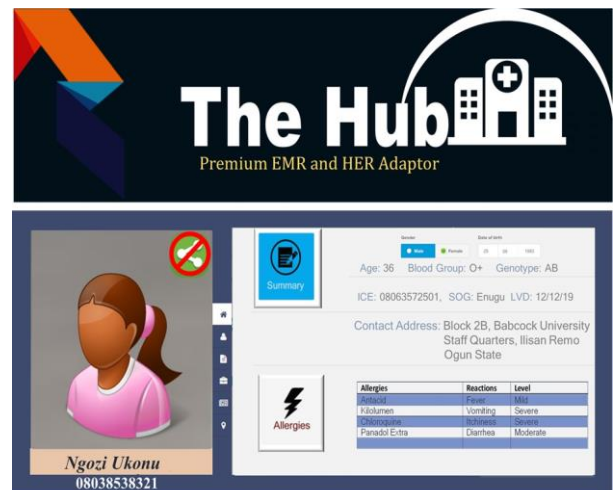 The Hub
Premium EMR and HER Adaptor
Gender
Date of birth
Male
Female
Summary
Age: 36 Blood Group: O+ Genotype: AB
ICE: 08063572501, SOG: Enugu LVD: 12/12/19
Contact Address: Block 2B, Babcock University
Staff Quarters, Ilisan Remo
Ogun State
Allergies
Allergies Reactions Level
Antacid Fever Mild
Kilolumen Vomiting Severe
Chloroquine Itchiness Severe
Panadol Extra Diarrhea Moderate
Ngozi Ukonu
08038538321